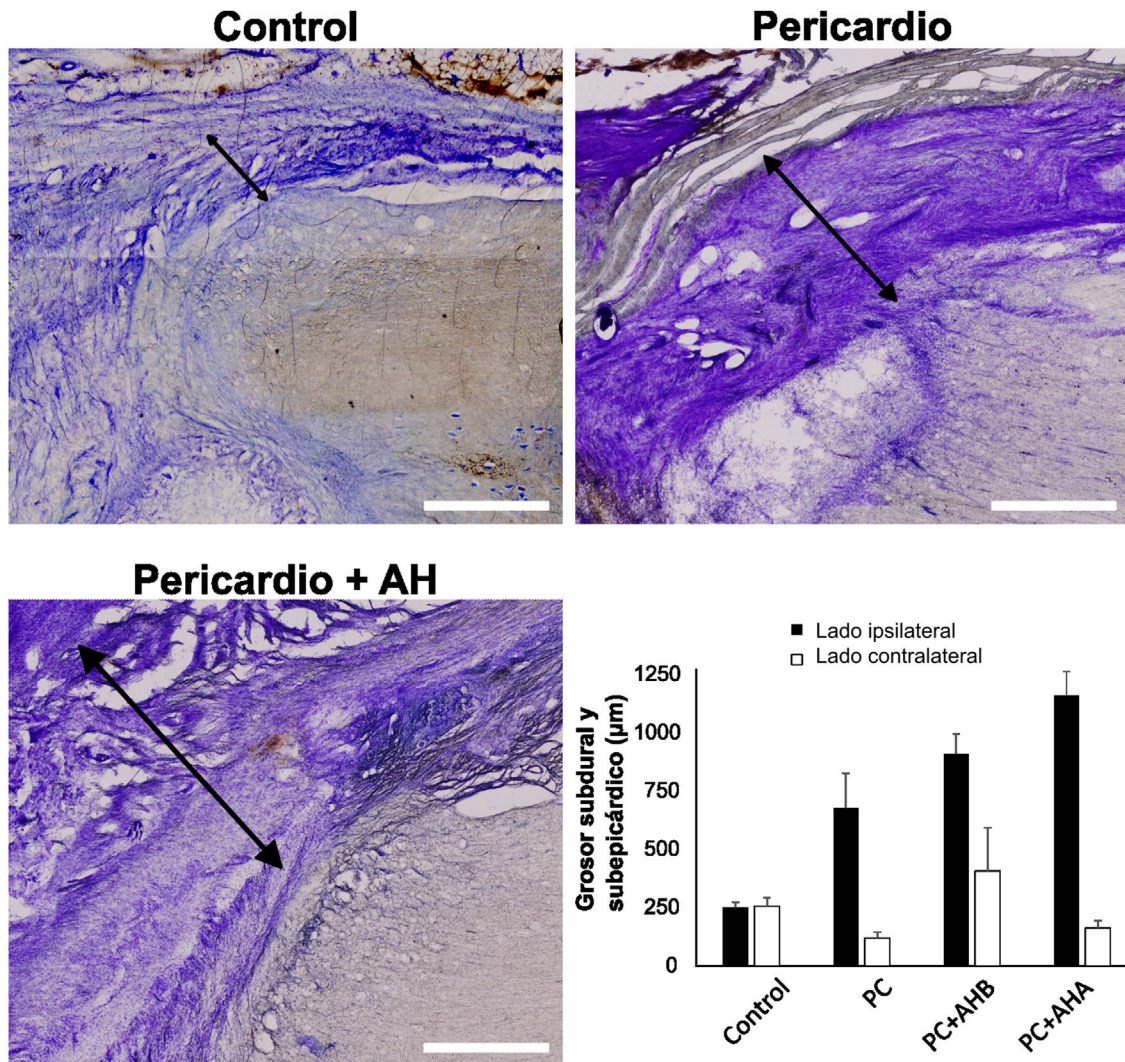 Control
Pericardio
Pericardio + AH
Lado ipsilateral
Lado contralateral
Grosor subdural y
subepicárdico (µm)
1250
1000
750
500
250
0
Control
PC
PC+AHB
PC+AHA